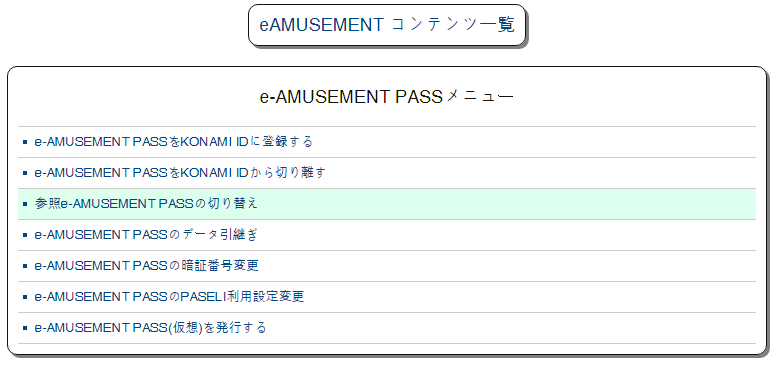 eAMUSEMENT コンテンツ一覧
e-AMUSEMENT PASSメニュー
e-AMUSEMENT PASSをKONAMI IDに登録する
e-AMUSEMENT PASSをKONAMI IDから切り離す
参照e-AMUSEMENT PASSの切り替え
e-AMUSEMENT PASSのデータ引継ぎ
e-AMUSEMENT PASSの暗証番号変更
e-AMUSEMENT PASSのPASELI利用設定変更
e-AMUSEMENT PASS(仮想)を発行する